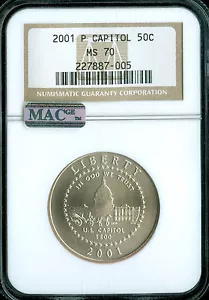 2001 P CAPITOL 50C
MS 70
227887-005
NUMISMATIC GUARANTY CORPORATION
MAC
LIBERTY
IN GOD WE TRUST
U.S. CAPITOL
1800
2001